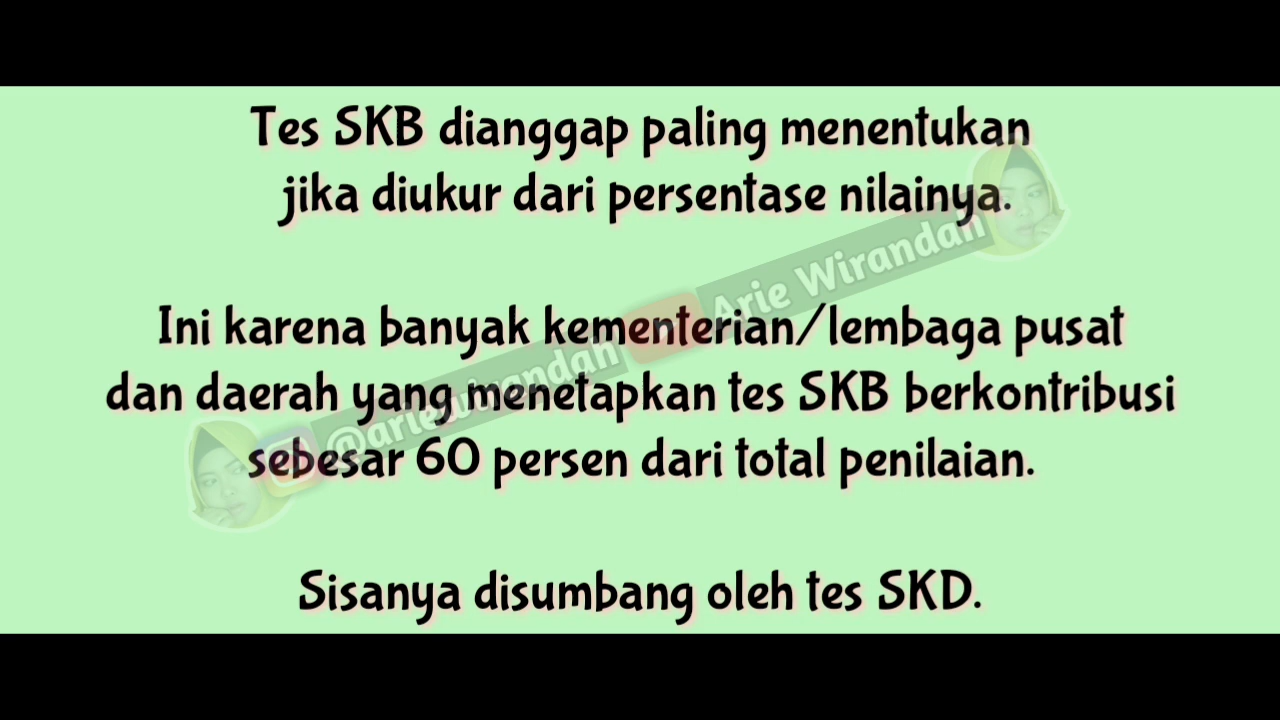 Tes SKB dianggap paling menentukan
jika diukur dari persentase nilainya.
Arie Wirandah
Ini karena banyak kementerian/lembaga pusat
dan daerah yang menetapkan tes SKB berkontribusi
@ariewirandah
sebesar 60 persen dari total penilaian.
Sisanya disumbang oleh tes SKD.